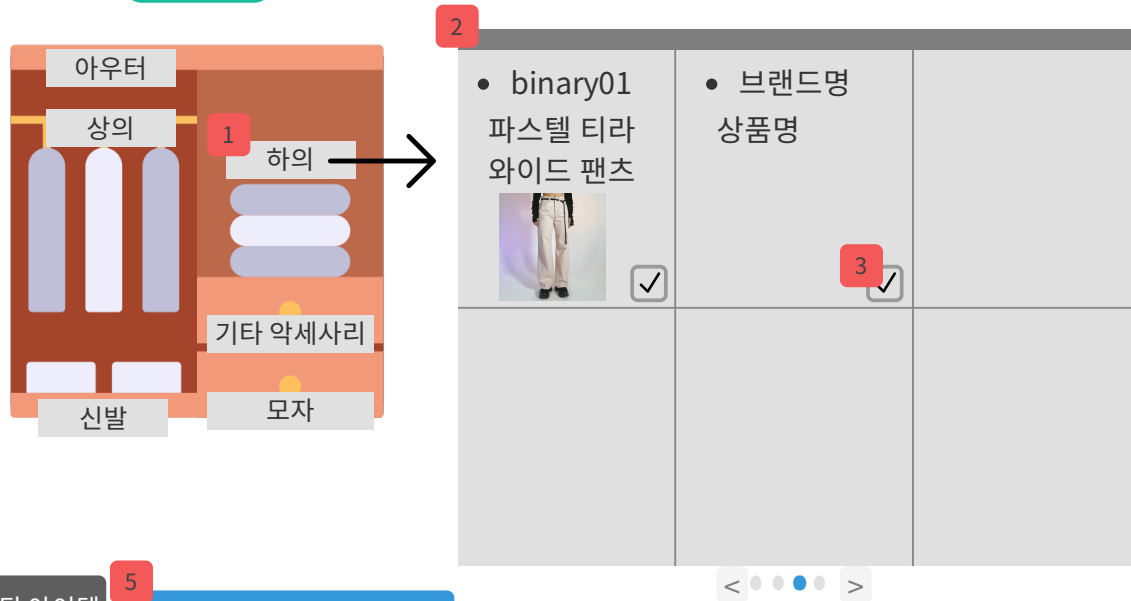 아우터
상의
1
하의
기타 악세사리
신발
모자
2
• binary01
파스텔 티라
와이드 팬츠
• 브랜드명
상품명
3
5
< >